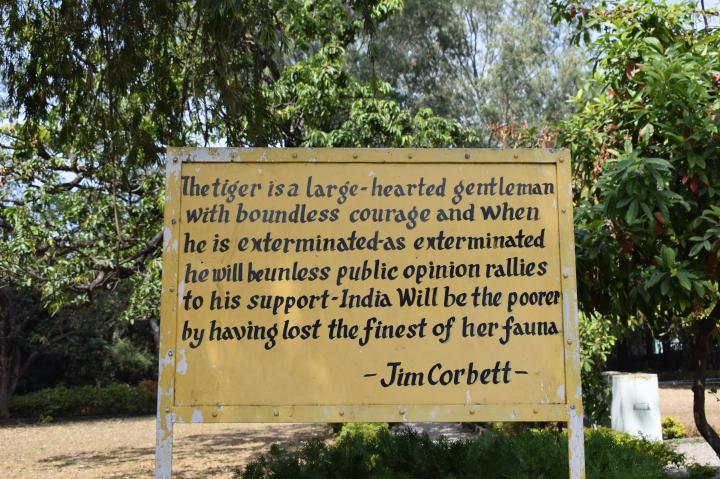 The tiger is a large-hearted gentleman
with boundless courage and when
he is exterminated-as exterminated
he will be unless public opinion rallies
to his support-India Will be the poorer
by having lost the finest of her fauna
- Jim Corbett -